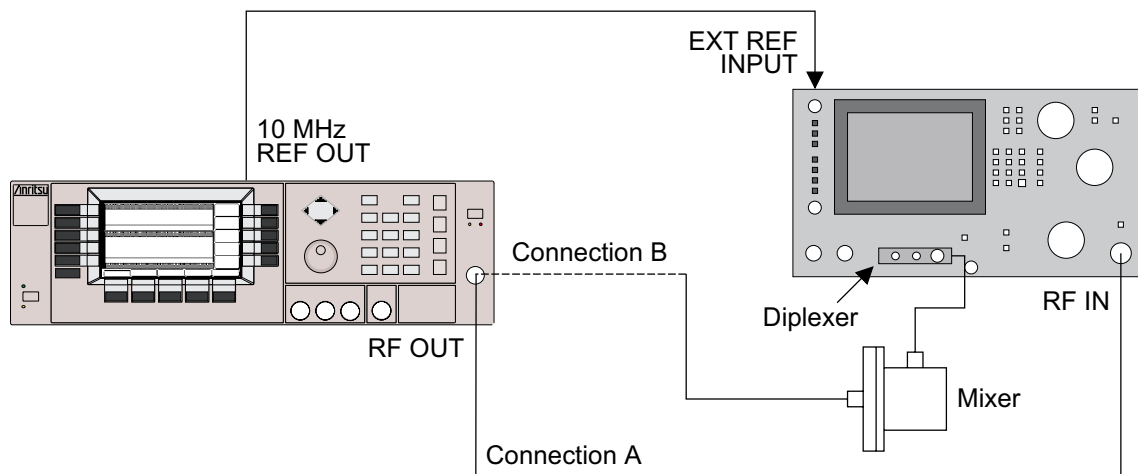 EXT REF
INPUT
10 MHz
REF OUT
Anritsu
Connection B
Diplexer
RF IN
RF OUT
Mixer
Connection A